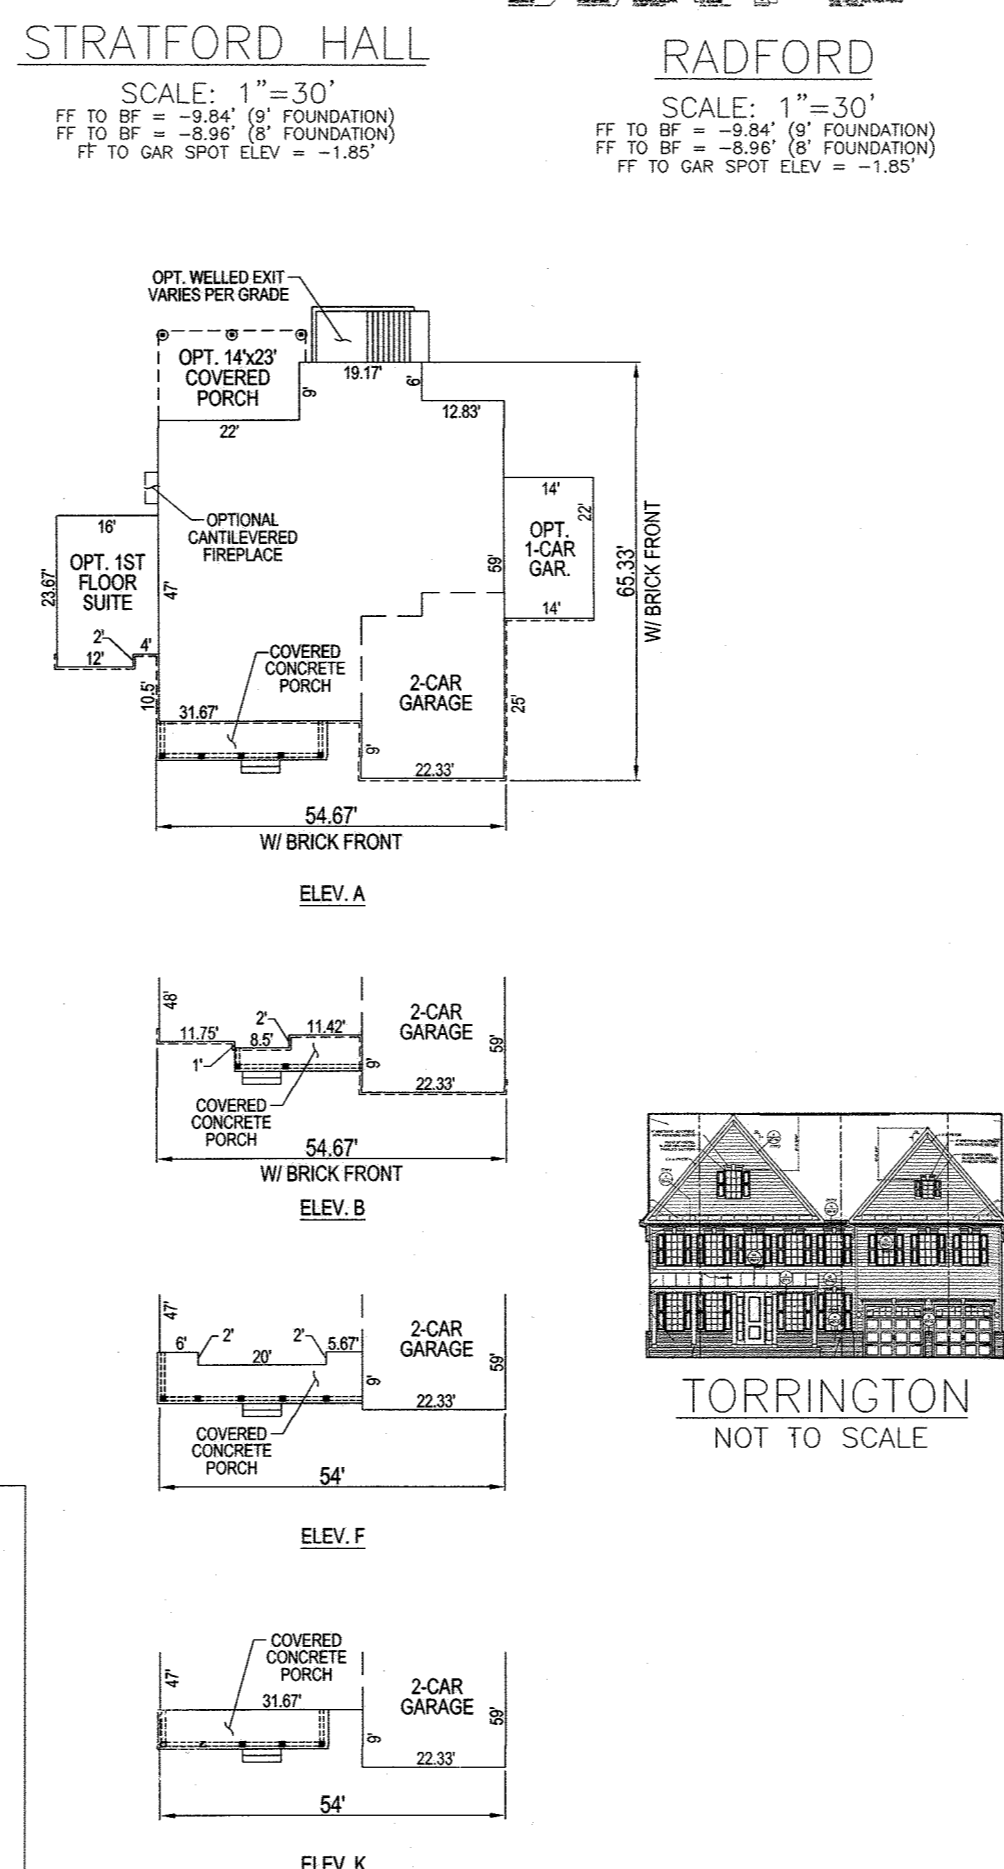 STRATFORD HALL
SCALE: 1"=30'
FF TO BF = -9.84' (9' FOUNDATION)
FF TO BF = -8.96' (8' FOUNDATION)
FF TO GAR SPOT ELEV = -1.85'
RADFORD
SCALE: 1"=30'
FF TO BF = -9.84' (9' FOUNDATION)
FF TO BF = -8.96' (8' FOUNDATION)
FF TO GAR SPOT ELEV = -1.85'
OPT. WELLED EXIT
VARIES PER GRADE
OPT. 14'x23'
COVERED
PORCH
9'
19.17'
6'
12.83'
22'
OPTIONAL
CANTILEVERED
FIREPLACE
16'
OPT. 1ST
FLOOR
SUITE
23.67'
47'
2'
4'
12'
10.5'
59'
14'
22'
OPT.
1-CAR
GAR.
14'
65.33'
W/ BRICK FRONT
COVERED
CONCRETE
PORCH
31.67'
2-CAR
GARAGE
25'
9'
22.33'
54.67'
W/ BRICK FRONT
ELEV. A
48'
11.75'
1'
8.5'
2'
11.42'
2-CAR
GARAGE
59'
9'
22.33'
COVERED
CONCRETE
PORCH
54.67'
W/ BRICK FRONT
ELEV. B
47'
6'
2'
20'
2'
5.67'
2-CAR
GARAGE
59'
9'
22.33'
COVERED
CONCRETE
PORCH
54'
ELEV. F
TORRINGTON
NOT TO SCALE
COVERED
CONCRETE
PORCH
47'
31.67'
2-CAR
GARAGE
59'
9'
22.33'
54'
ELEV. K